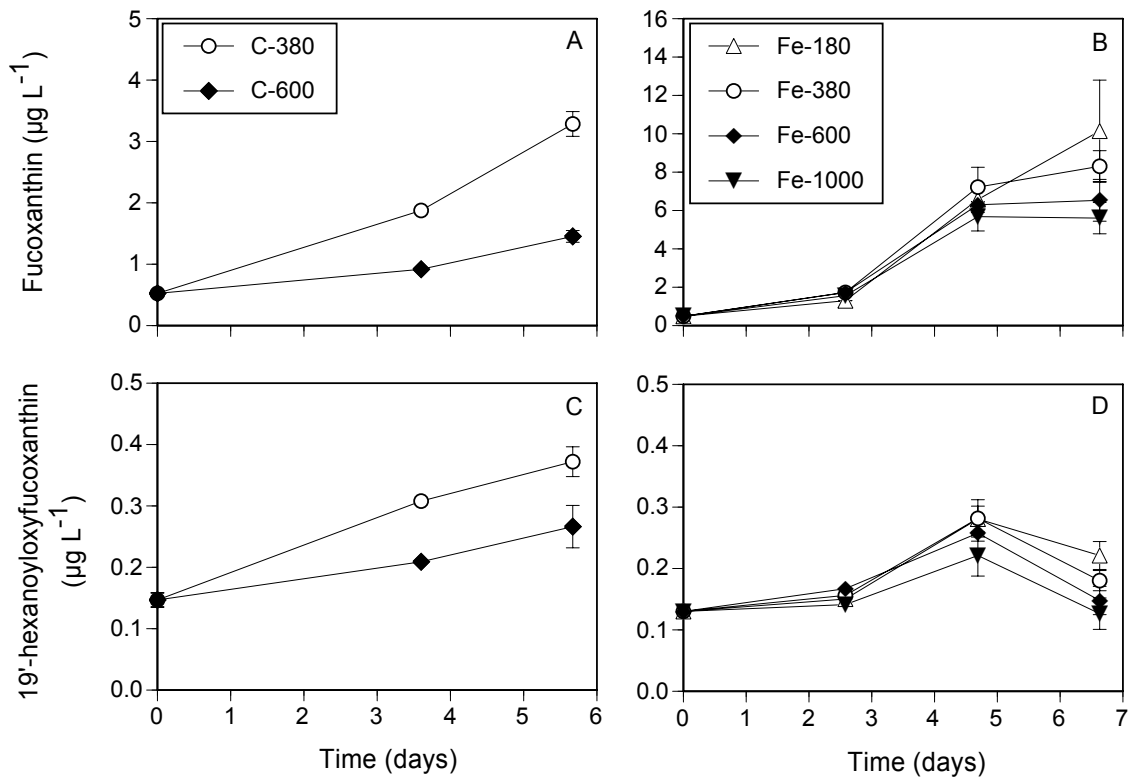 Fucoxanthin (µg L⁻¹)
5
4
3
2
1
0
C-380
C-600
A
16
14
12
10
8
6
4
2
0
Fe-180
Fe-380
Fe-600
Fe-1000
B
19'-hexanoyloxyfucoxanthin
(µg L⁻¹)
0.5
0.4
0.3
0.2
0.1
0.0
C
0 1 2 3 4 5 6
Time (days)
0.5
0.4
0.3
0.2
0.1
0.0
D
0 1 2 3 4 5 6 7
Time (days)